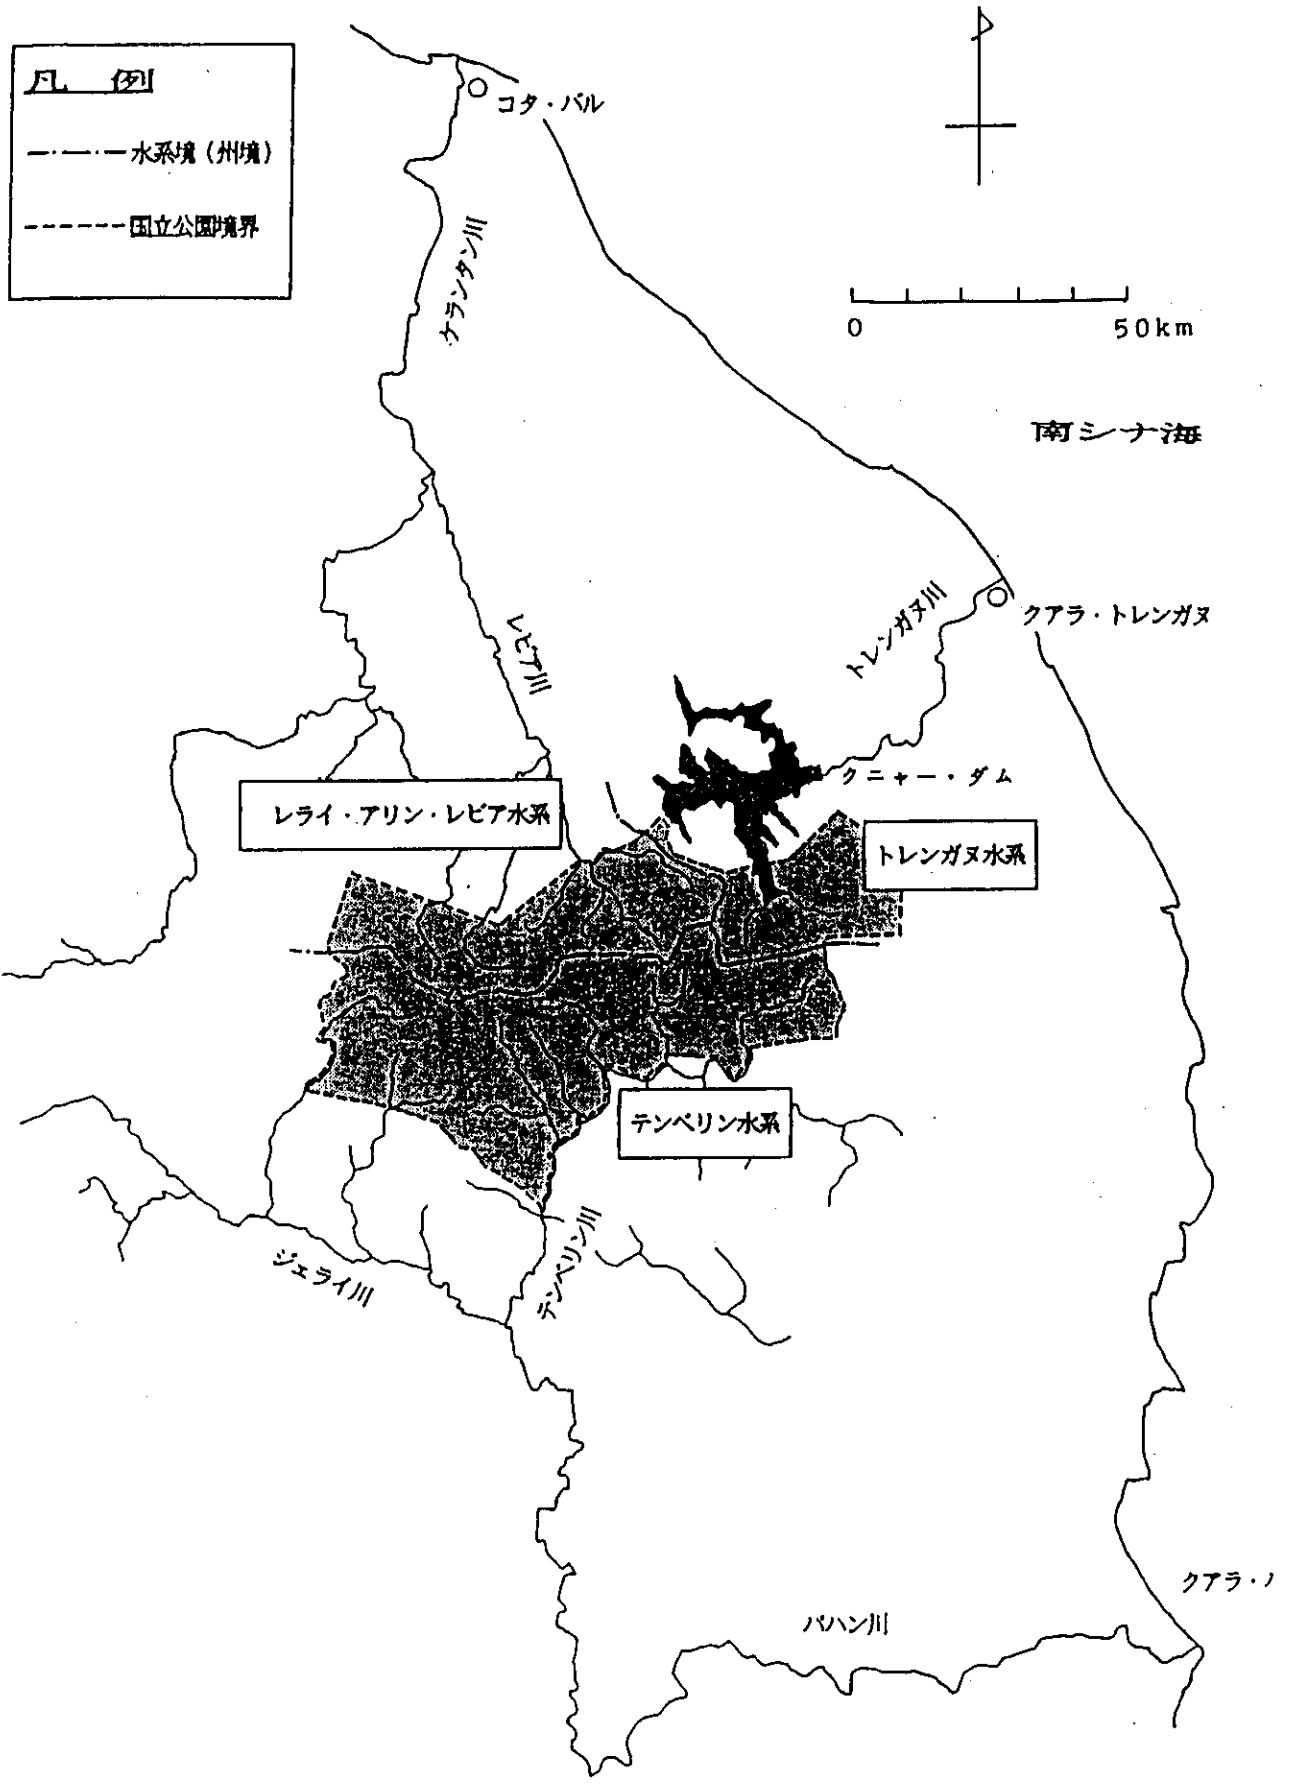 凡 例
水系境(州境)
国立公園境界
コタ・バル
ケランタン川
0 50km
南シナ海
レビア川
トレンガヌ川
クアラ・トレンガヌ
クニャー・ダム
レライ・アリン・レビア水系
トレンガヌ水系
テンベリン水系
ジェライ川
テンベリン川
クアラ・
パハン川